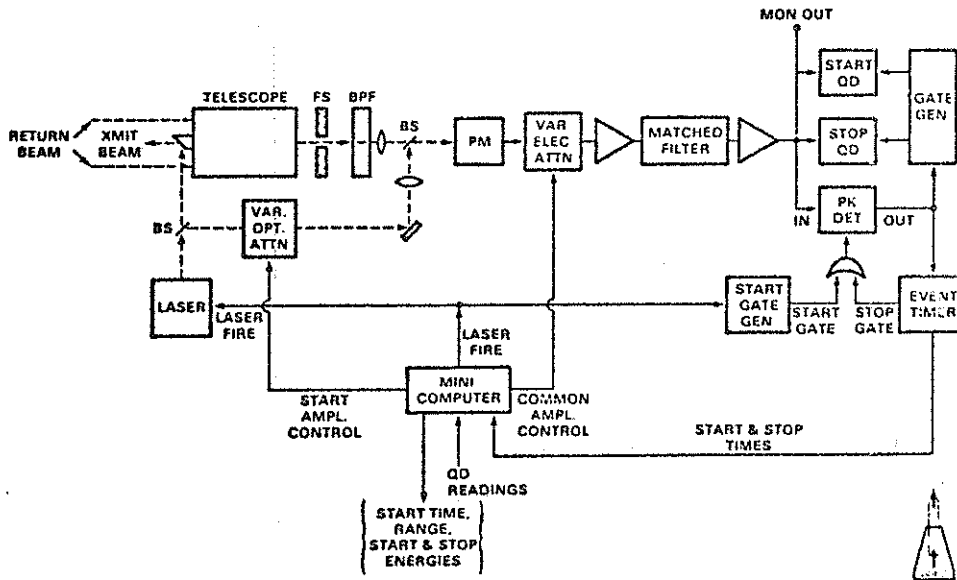 MON OUT
START
QD
GATE
GEN
TELESCOPE
FS
BPF
BS
RETURN
BEAM
XMIT
BEAM
PM
VAR
ELEC
ATTN
MATCHED
FILTER
STOP
QD
IN
PK
DET
OUT
BS
VAR.
OPT.
ATTN
LASER
LASER
FIRE
LASER
FIRE
START
GATE
GEN
START
GATE
STOP
GATE
EVENT
TIMER
MINI
COMPUTER
START
AMPL.
CONTROL
COMMON
AMPL.
CONTROL
START & STOP
TIMES
QD
READINGS
START TIME,
RANGE,
START & STOP
ENERGIES